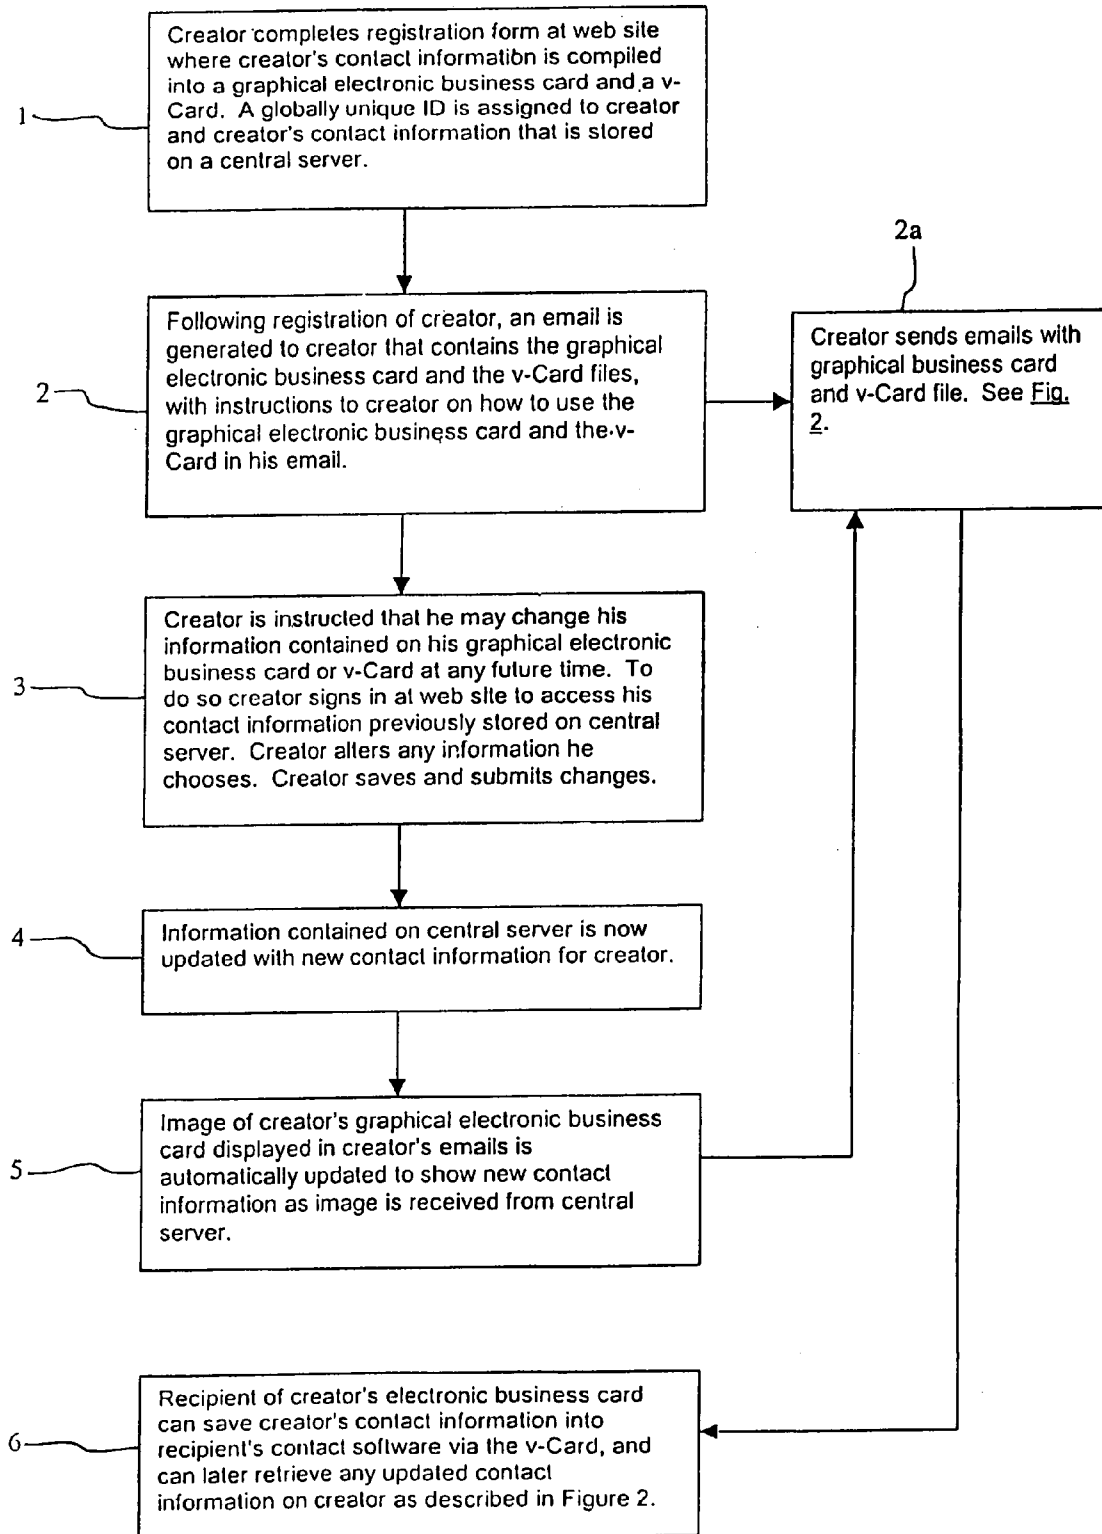 Creator completes registration form at web site
where creator's contact information is compiled
into a graphical electronic business card and a v-
Card. A globally unique ID is assigned to creator
and creator's contact information that is stored
on a central server.
1
2a
Following registration of creator, an email is
generated to creator that contains the graphical
electronic business card and the v-Card files,
with instructions to creator on how to use the
graphical electronic business card and the v-
Card in his email.
2
Creator sends emails with
graphical business card
and v-Card file. See Fig.
2.
Creator is instructed that he may change his
information contained on his graphical electronic
business card or v-Card at any future time. To
do so creator signs in at web site to access his
contact information previously stored on central
server. Creator alters any information he
chooses. Creator saves and submits changes.
3
Information contained on central server is now
updated with new contact information for creator.
4
Image of creator's graphical electronic business
card displayed in creator's emails is
automatically updated to show new contact
information as image is received from central
server.
5
Recipient of creator's electronic business card
can save creator's contact information into
recipient's contact software via the v-Card, and
can later retrieve any updated contact
information on creator as described in Figure 2.
6